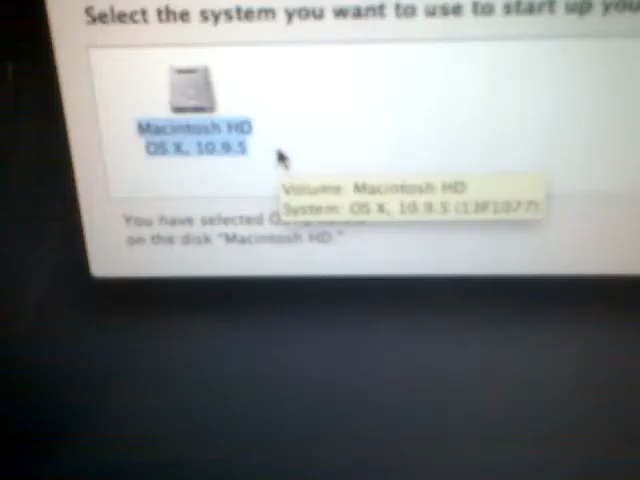 Select the system you want to use to start up you
Macintosh HD
OS X, 10.9.5
Volume: Macintosh HD
System: OS X, 10.9.5 (13F1077)
You have selected
on the disk "Macintosh HD."